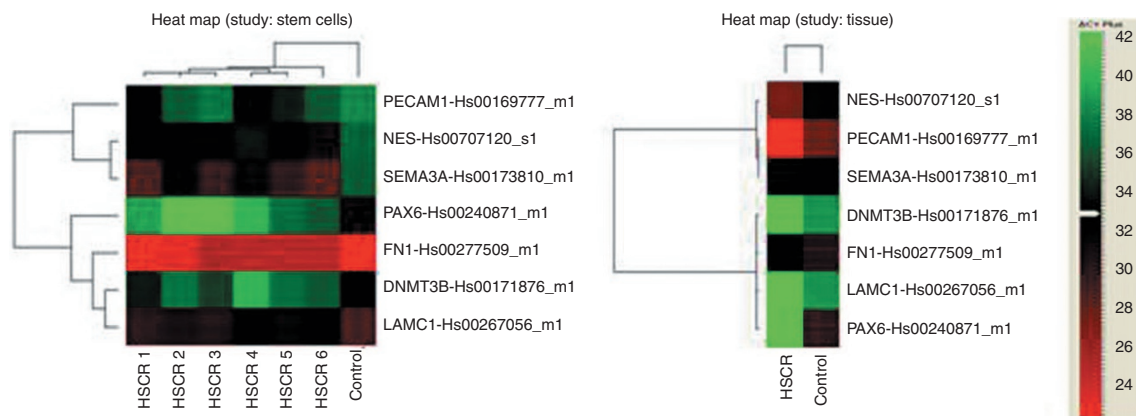 Heat map (study: stem cells)
PECAM1-Hs00169777_m1
NES-Hs00707120_s1
SEMA3A-Hs00173810_m1
PAX6-Hs00240871_m1
FN1-Hs00277509_m1
DNMT3B-Hs00171876_m1
LAMC1-Hs00267056_m1
HSCR 1
HSCR 2
HSCR 3
HSCR 4
HSCR 5
HSCR 6
Control
Heat map (study: tissue)
NES-Hs00707120_s1
PECAM1-Hs00169777_m1
SEMA3A-Hs00173810_m1
DNMT3B-Hs00171876_m1
FN1-Hs00277509_m1
LAMC1-Hs00267056_m1
PAX6-Hs00240871_m1
HSCR
Control
42
40
38
36
34
32
30
28
26
24